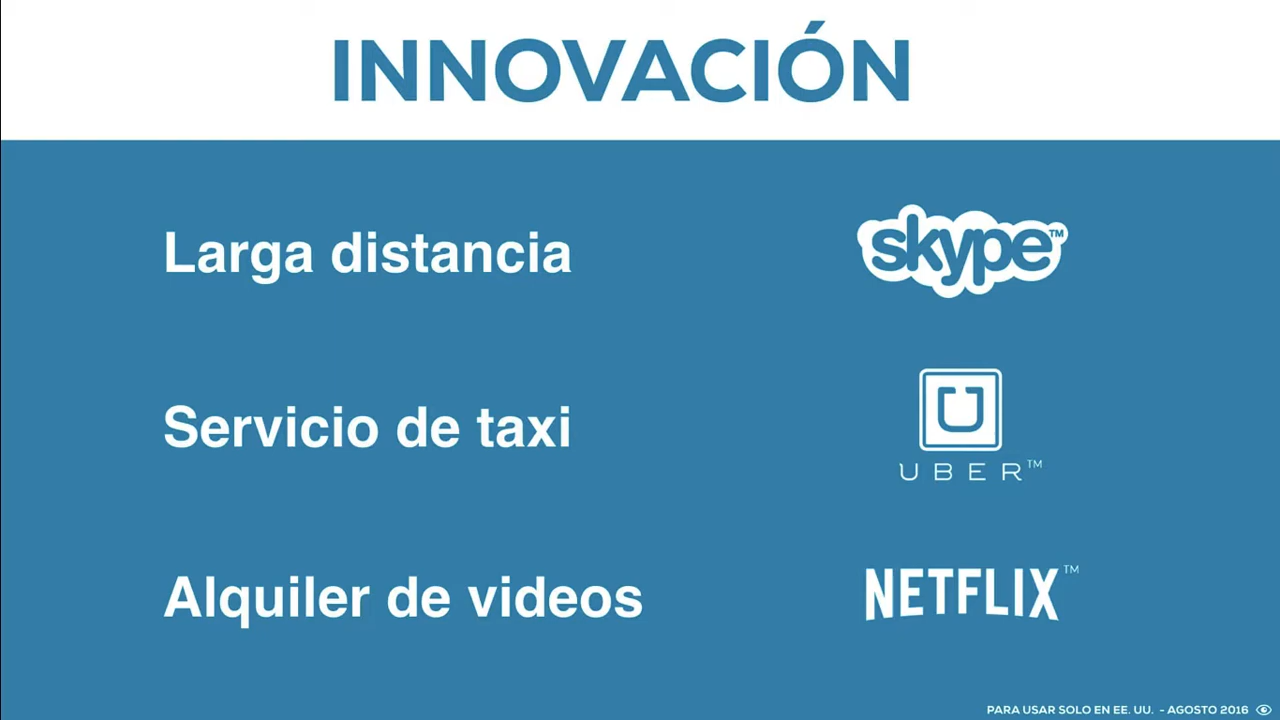 INNOVACIÓN
Larga distancia
skype™
Servicio de taxi
U
UBER™
Alquiler de videos
NETFLIX™
PARA USAR SOLO EN EE. UU. - AGOSTO 2016